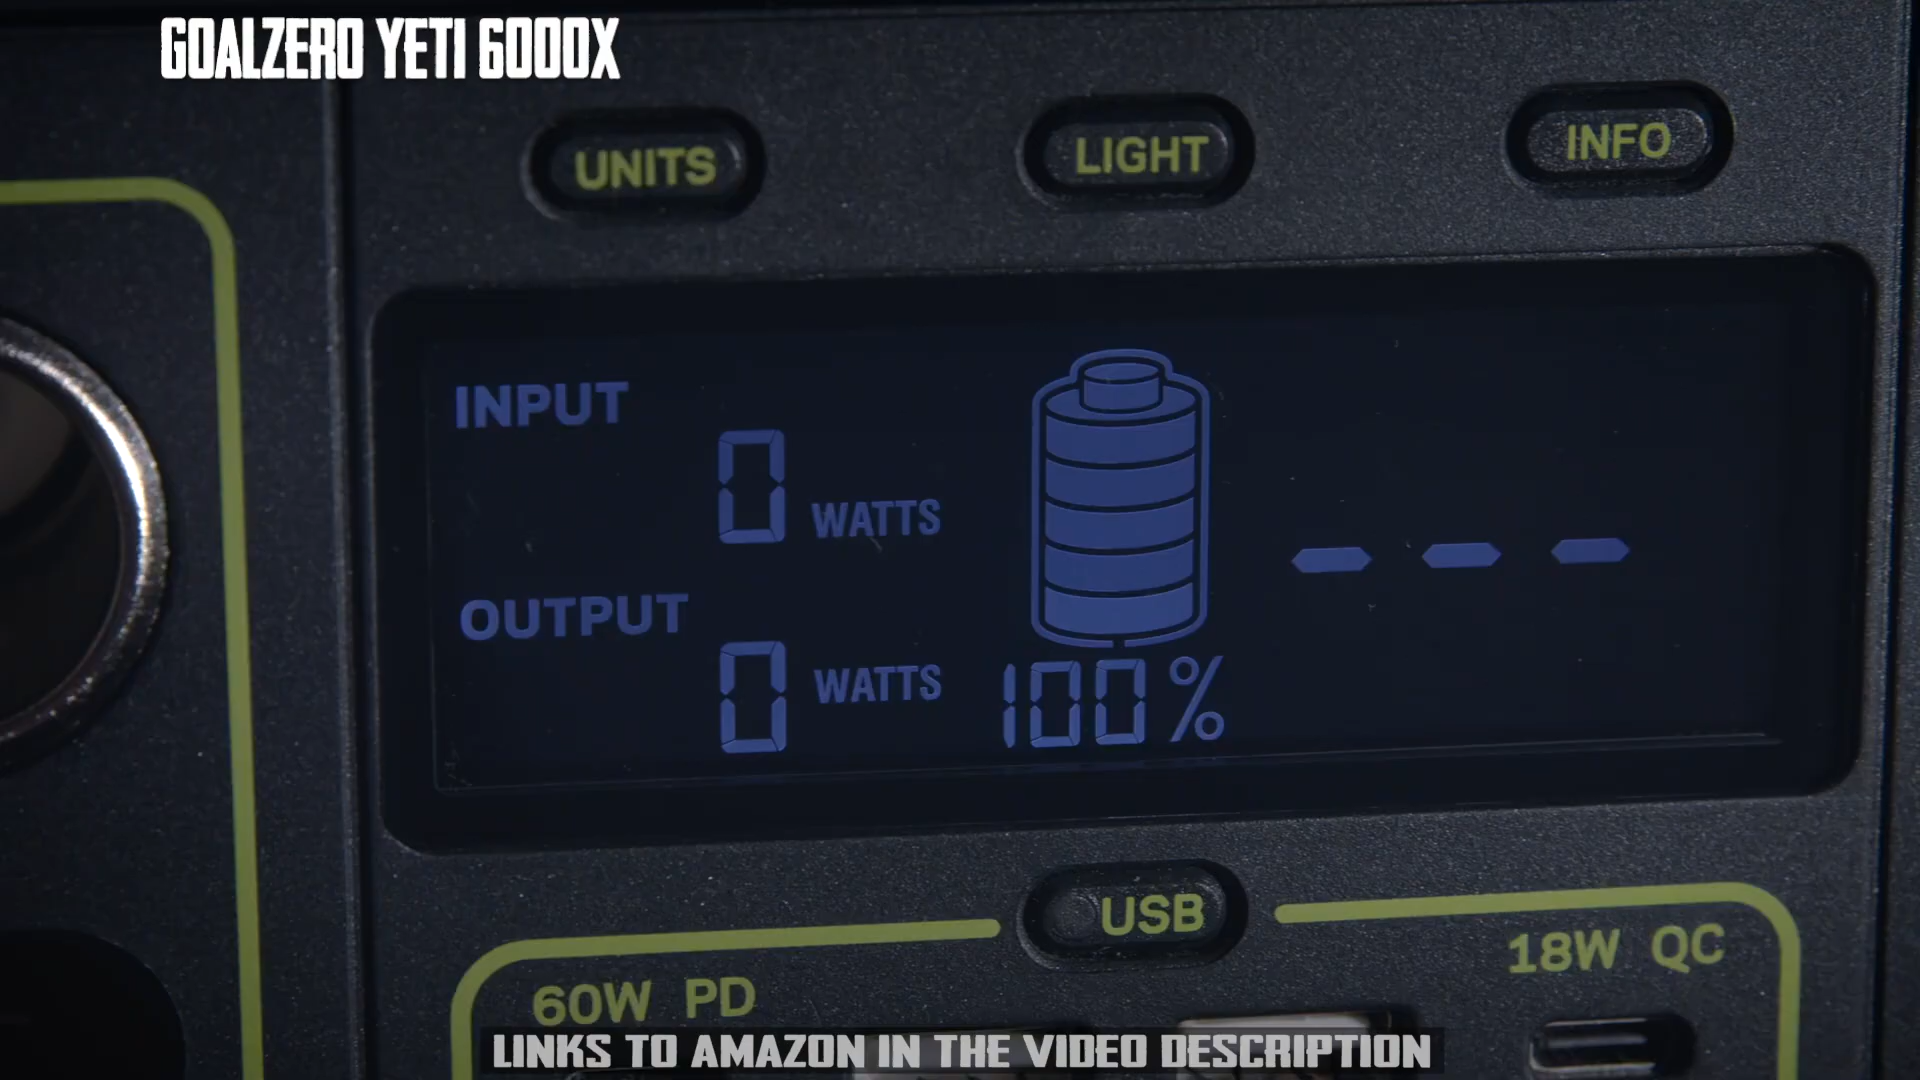 GOALZERO YETI 6000X
UNITS
LIGHT
INFO
INPUT
0 WATTS
OUTPUT
0 WATTS
100%
- - -
USB
60W PD
18W QC
LINKS TO AMAZON IN THE VIDEO DESCRIPTION